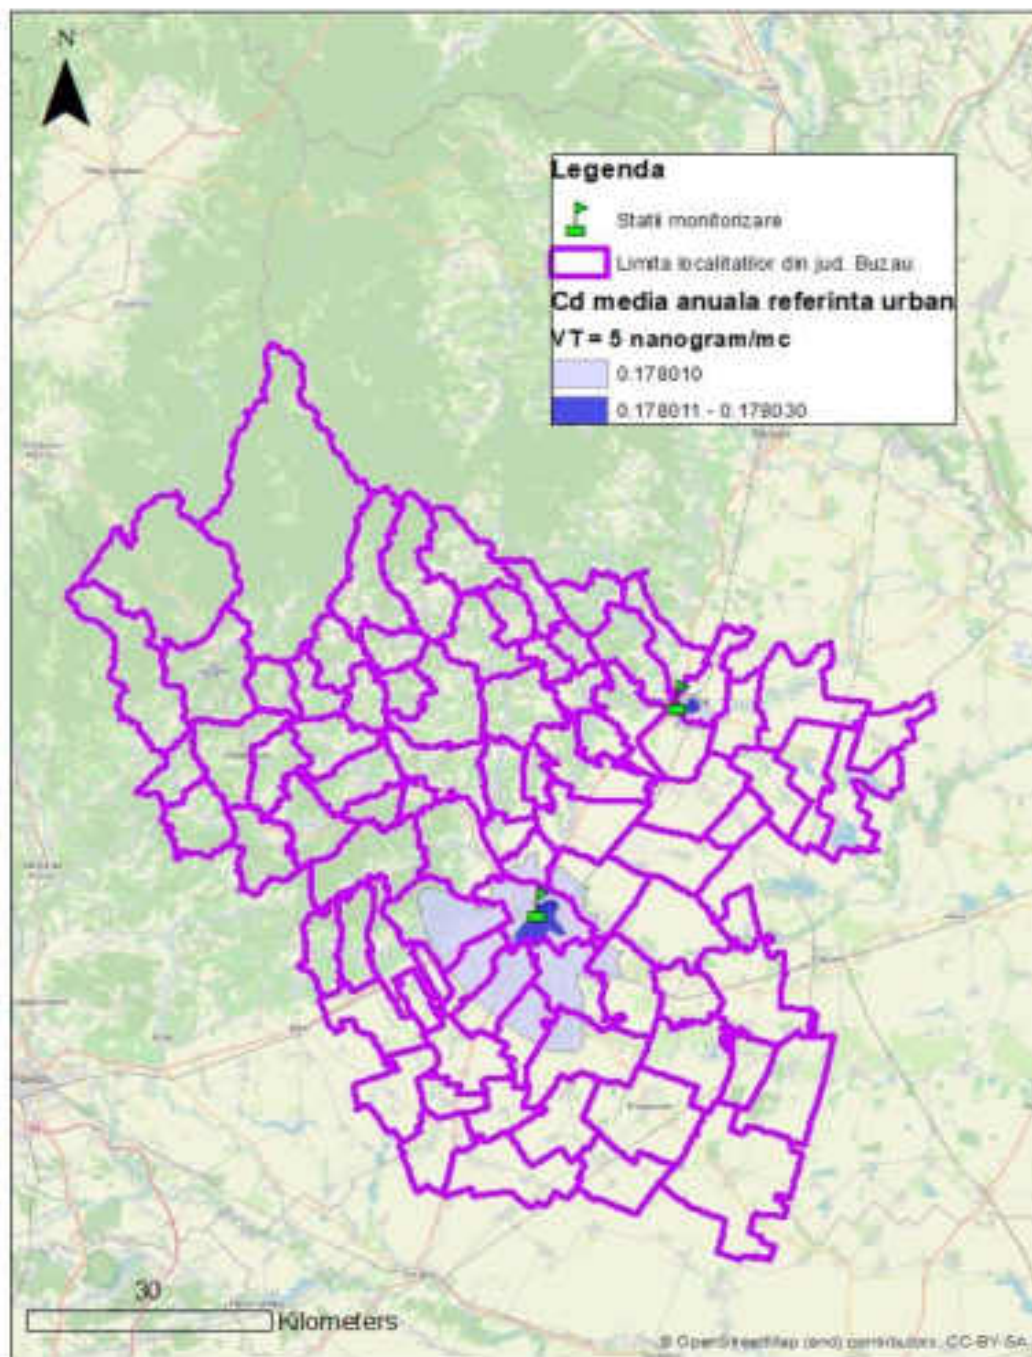 N
Legenda
Statii monitorizare
Limita localitatilor din jud. Buzau
Cd media anuala referinta urban
VT = 5 nanogram/mc
0.178010
0.178011 - 0.178030
30
Kilometers
© OpenStreetMap (and) contributors, CC-BY-SA